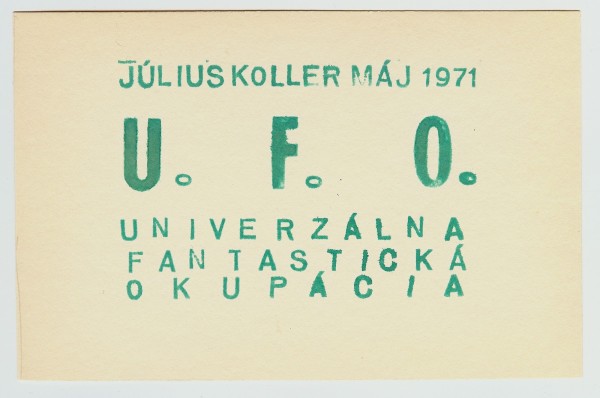 JÚLIUS KOLLER MÁJ 1971
U. F. O.
UNIVERZÁLNA
FANTASTICKÁ
OKUPÁCIA